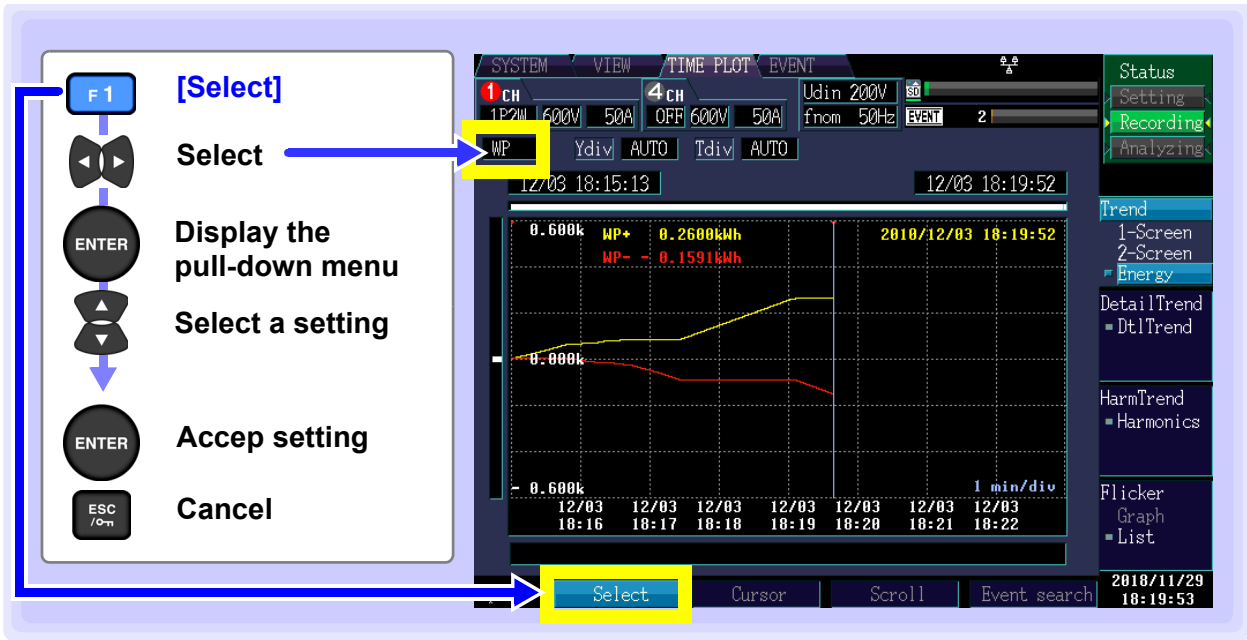 F 1
[Select]
Select
ENTER
Display the
pull-down menu
Select a setting
ENTER
Accep setting
ESC
Cancel
SYSTEM VIEW TIME PLOT EVENT
1 CH 4 CH Udin 200V SD
1P2W 600V 50A OFF 600V 50A fnom 50Hz EVENT 2
WP Ydiv AUTO Tdiv AUTO
12/03 18:15:13 12/03 18:19:52
0.600k WP+ 0.2600kWh 2010/12/03 18:19:52
WP- - 0.1591kWh
0.000k
- 0.600k 1 min/div
12/03 12/03 12/03 12/03 12/03 12/03 12/03
18:16 18:17 18:18 18:19 18:20 18:21 18:22
Select Cursor Scroll Event search
Status
Setting
Recording
Analyzing
Trend
1-Screen
2-Screen
Energy
DetailTrend
DtlTrend
HarmTrend
Harmonics
Flicker
Graph
List
2018/11/29
18:19:53